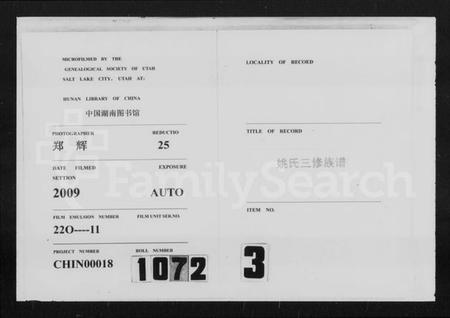 MICROFILMED BY THE
GENEALOGICAL SOCIETY OF UTAH
SALT LAKE CITY, UTAH AT:
HUNAN LIBRARY OF CHINA
中国湖南图书馆
PHOTOGRAPHER REDUCTIO
郑 辉 25
DATE FILMED EXPOSURE
SETTION
2009 AUTO
FILM EMULSION NUMBER FILM UNIT SER.NO.
22O----11
PROJECT NUMBER ROLL NUMBER
CHIN00018 1072
LOCALITY OF RECORD
TITLE OF RECORD
姚氏三修族谱
ITEM NO.
3
FamilySearch